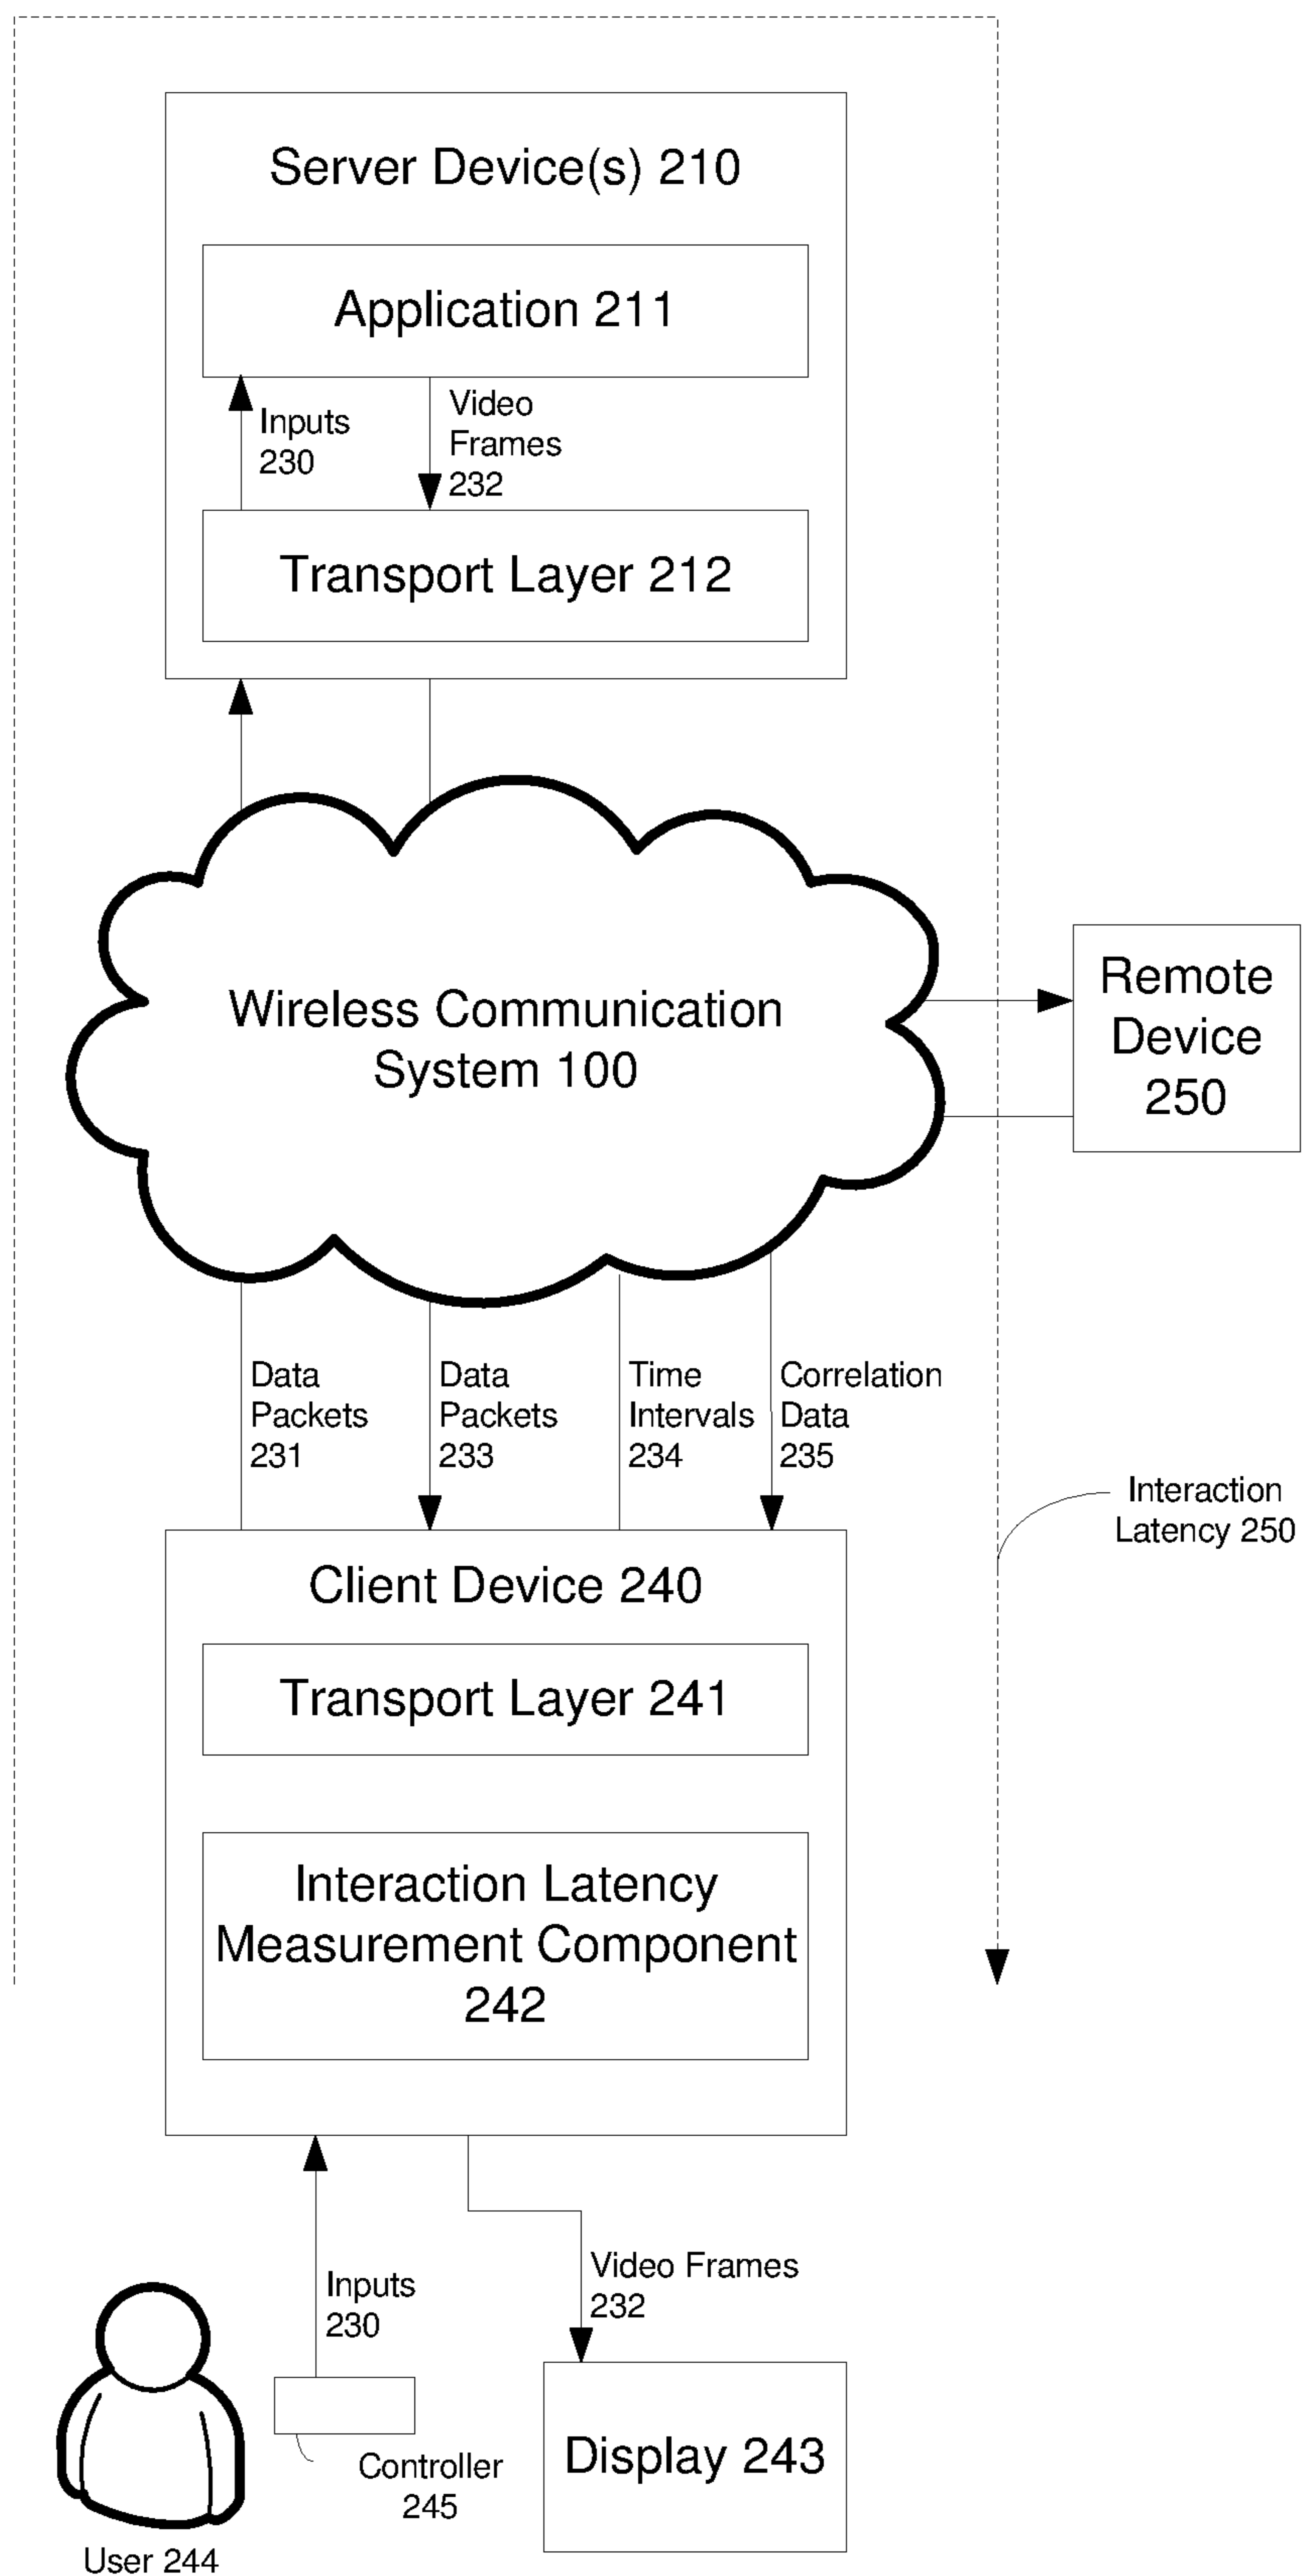 Server Device(s) 210
Application 211
Inputs
230
Video
Frames
232
Transport Layer 212
Wireless Communication
System 100
Remote
Device
250
Data
Packets
231
Data
Packets
233
Time
Intervals
234
Correlation
Data
235
Interaction
Latency 250
Client Device 240
Transport Layer 241
Interaction Latency
Measurement Component
242
Inputs
230
Video Frames
232
Controller
245
Display 243
User 244